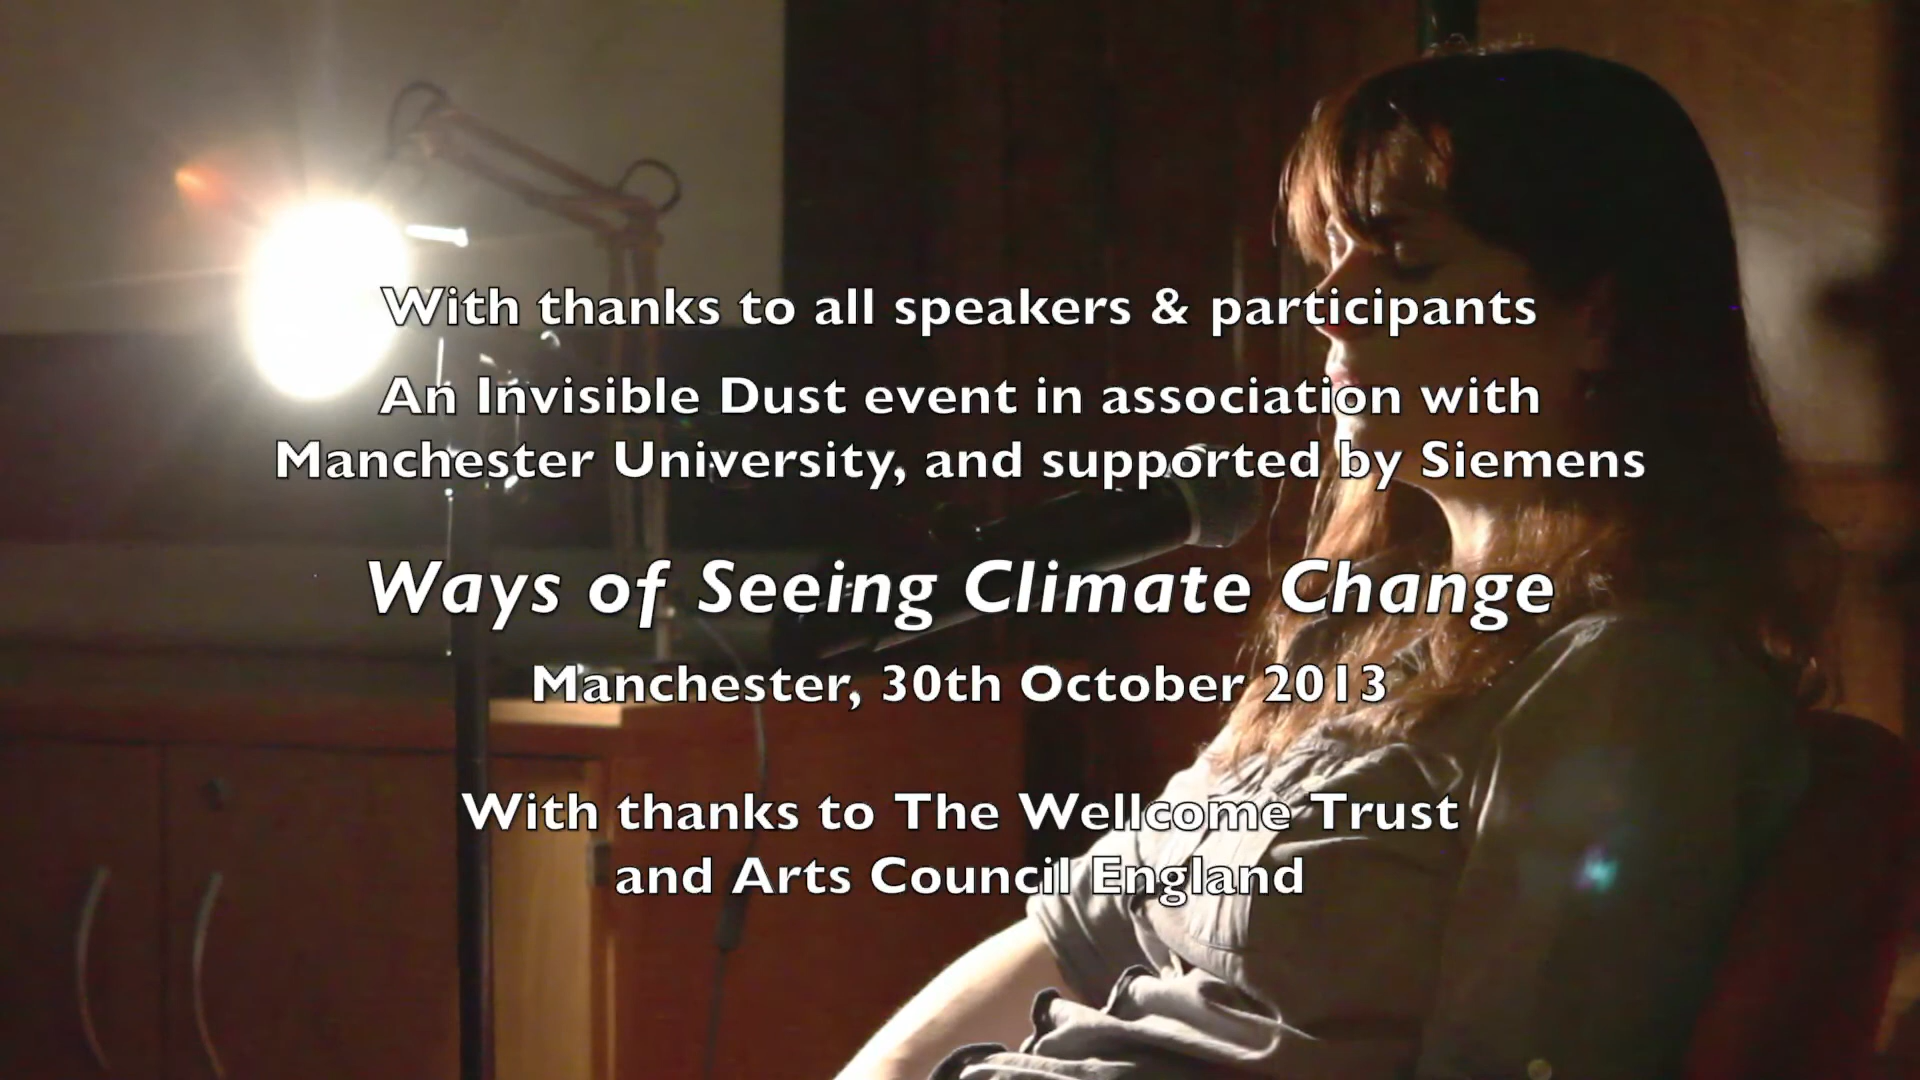 With thanks to all speakers & participants
An Invisible Dust event in association with
Manchester University, and supported by Siemens
Ways of Seeing Climate Change
Manchester, 30th October 2013
With thanks to The Wellcome Trust
and Arts Council England